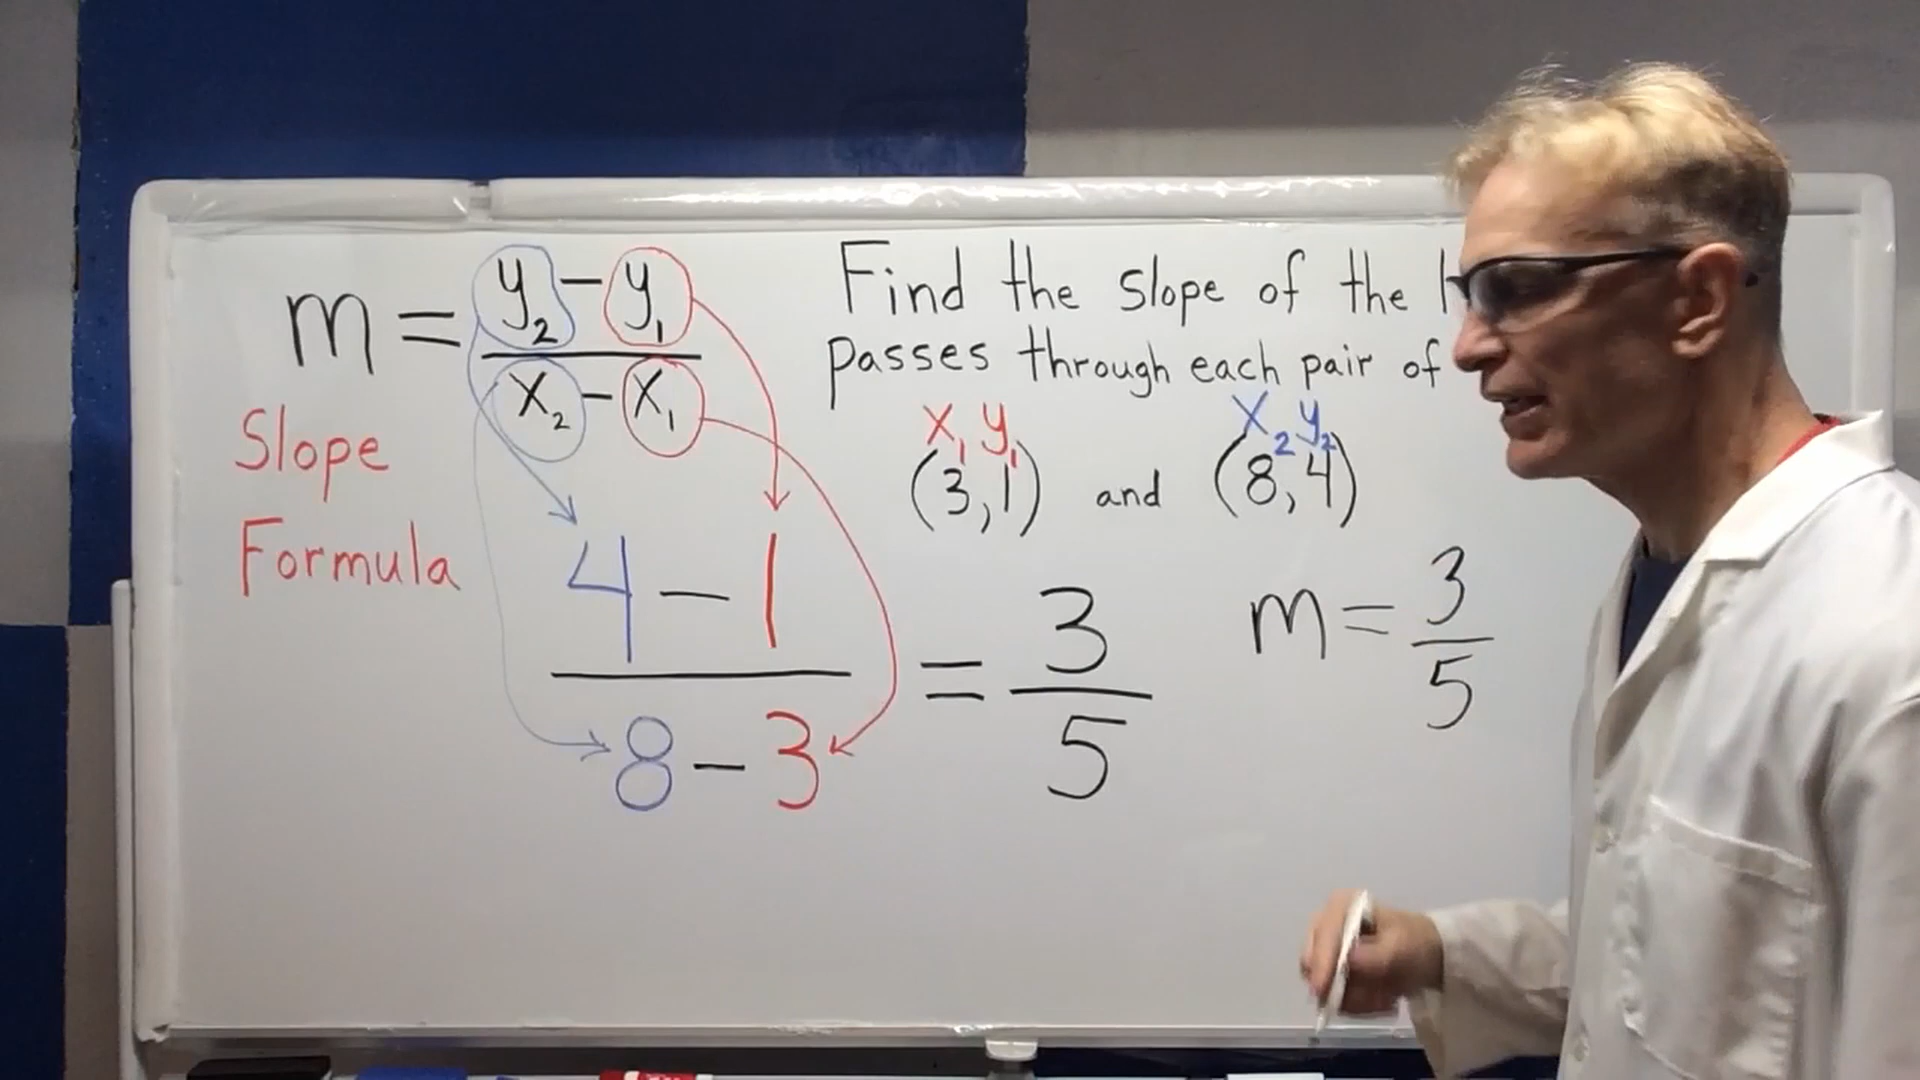 m = y₂ - y₁ / x₂ - x₁
Slope
Formula
4 - 1 / 8 - 3 = 3 / 5
Find the slope of the
passes through each pair of
x₁ y₁ x₂ y₂
(3, 1) and (8, 4)
m = 3 / 5